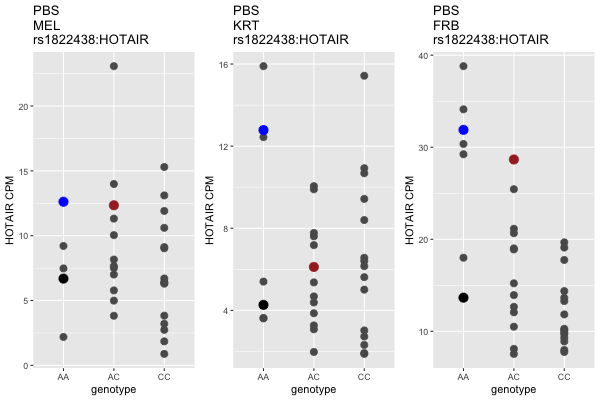 PBS
MEL
rs1822438:HOTAIR
HOTAIR CPM
20
15
10
5
0
AA
AC
CC
genotype
PBS
KRT
rs1822438:HOTAIR
HOTAIR CPM
16
12
8
4
AA
AC
CC
genotype
PBS
FRB
rs1822438:HOTAIR
HOTAIR CPM
40
30
20
10
AA
AC
CC
genotype